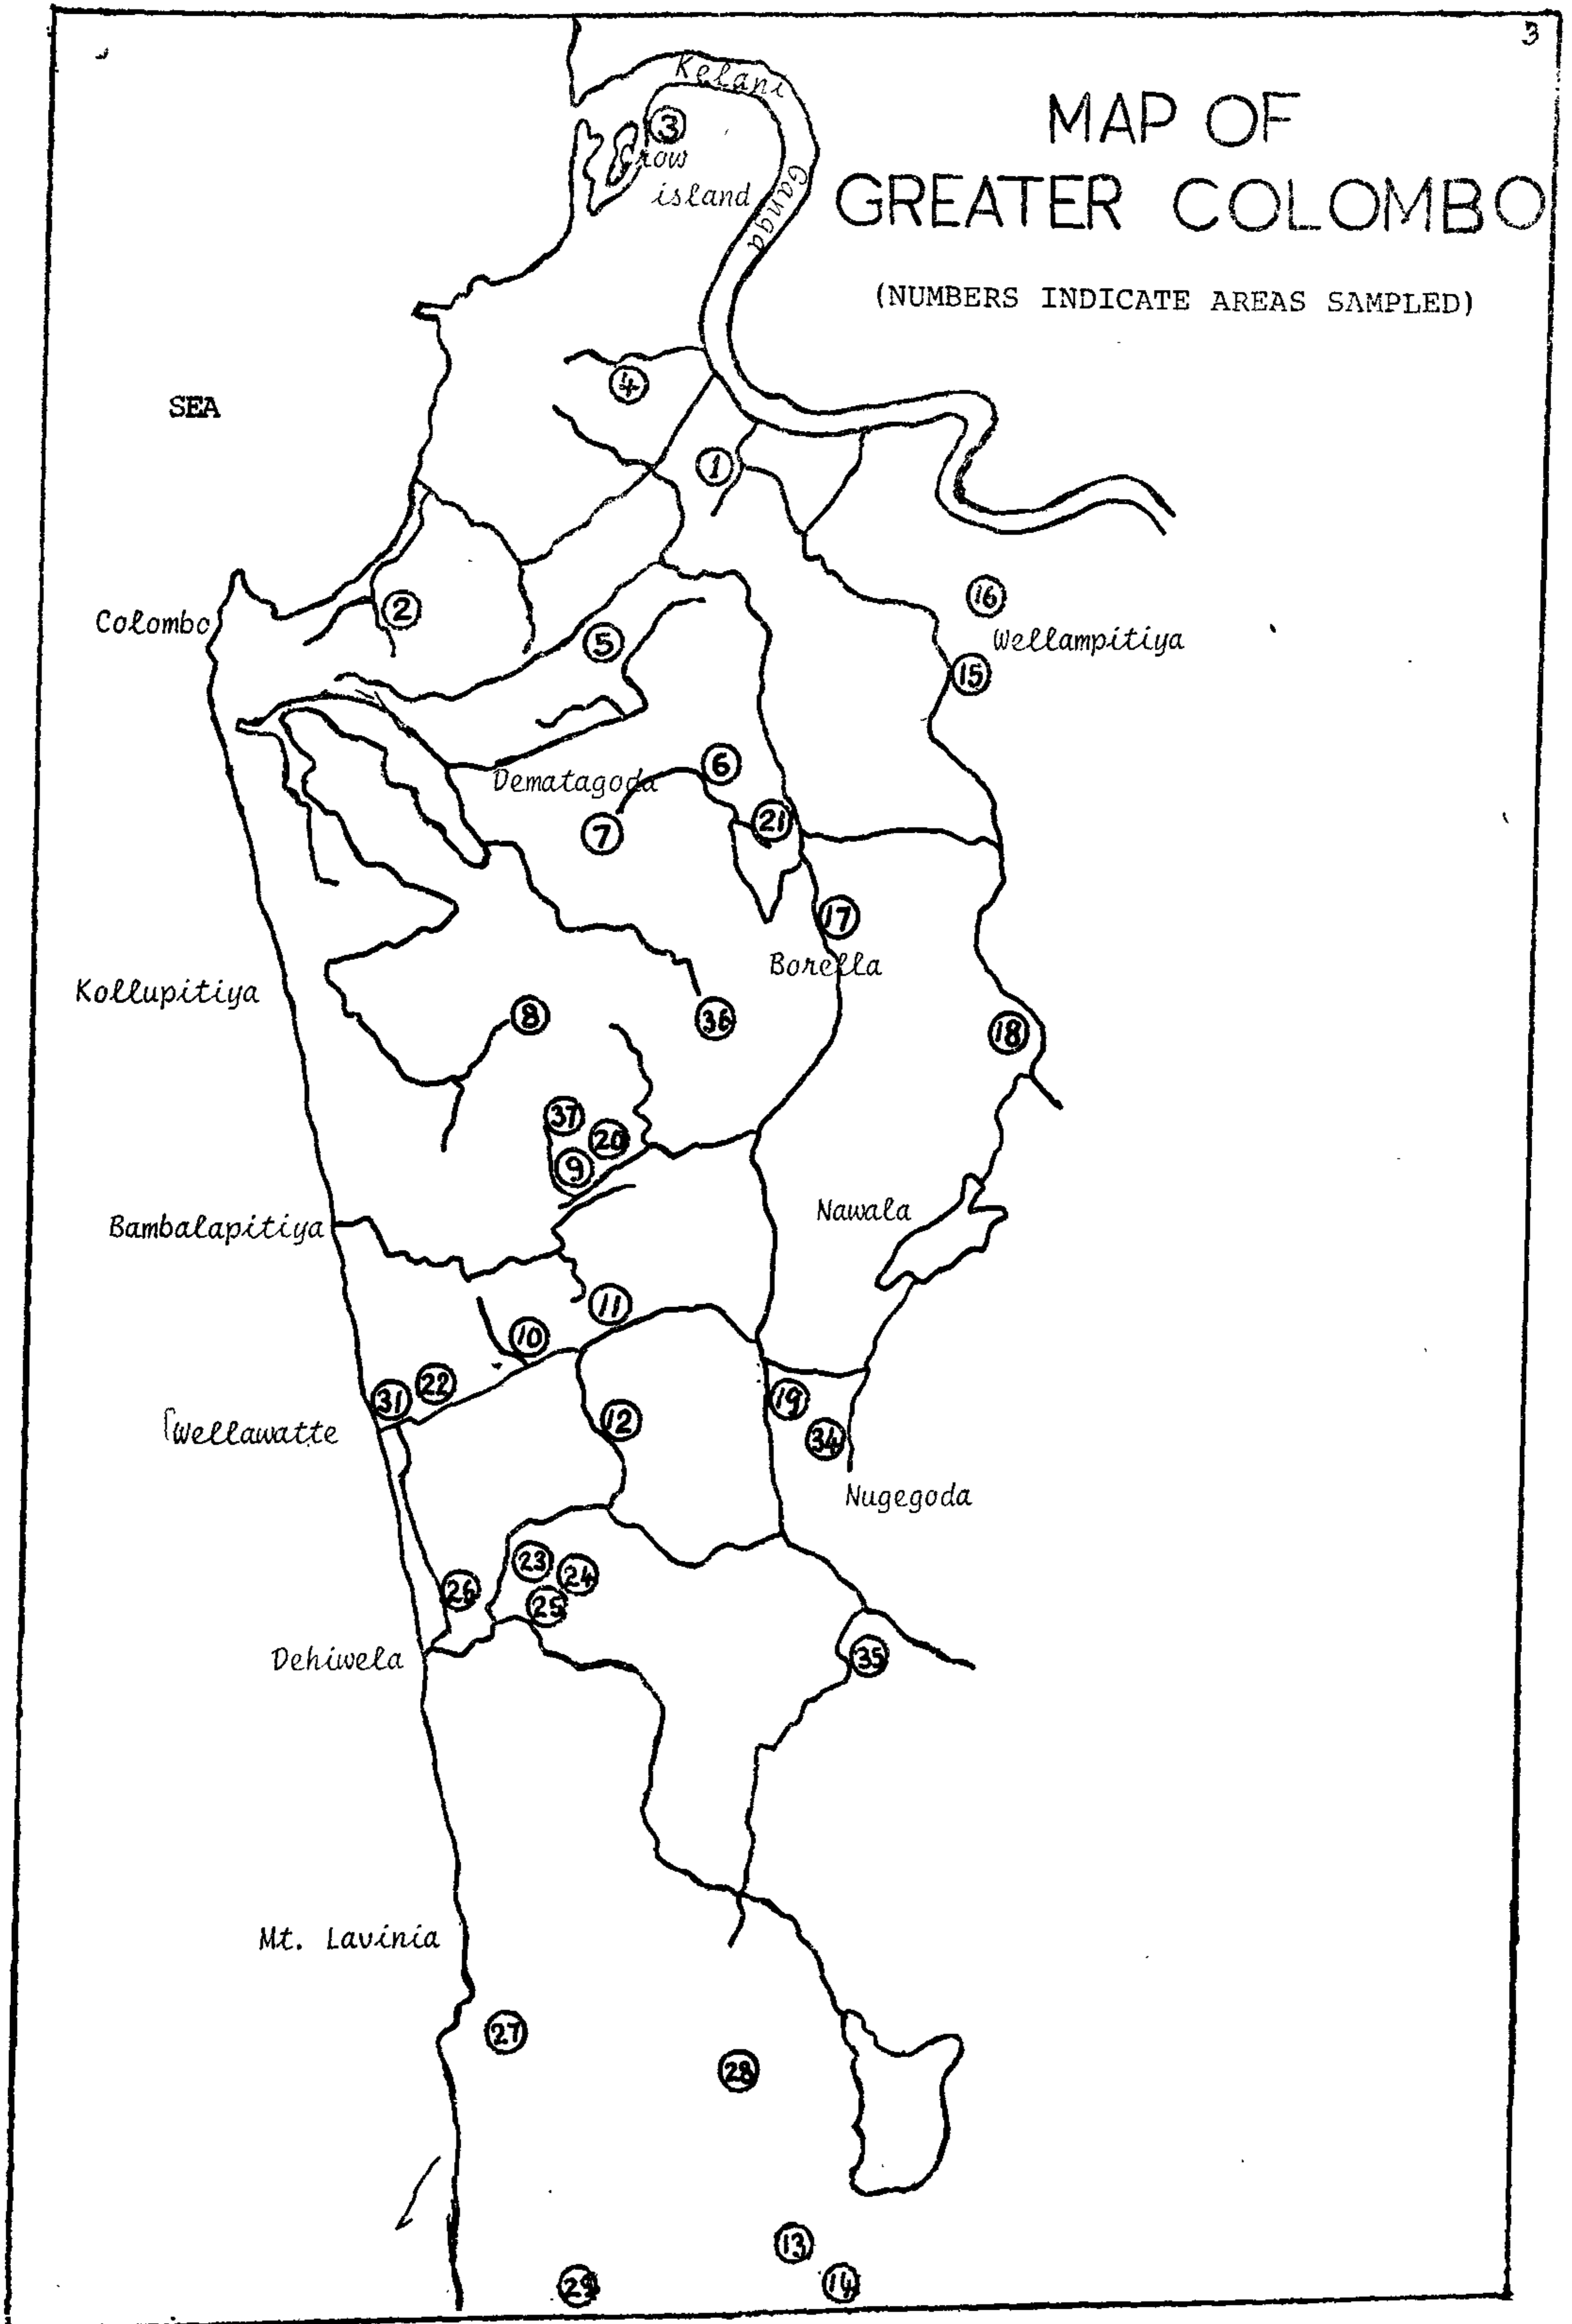 3
Kelani
Ganga
MAP OF
GREATER COLOMBO
(NUMBERS INDICATE AREAS SAMPLED)
3
Crow
island
4
SEA
1
16
2
Colombo
5
Wellampitiya
15
6
Dematagoda
21
7
17
Borella
Kollupitiya
8
36
18
37
20
9
Nawala
Bambalapitiya
11
10
22
31
19
12
Wellawatte
34
Nugegoda
23
24
26
25
Dehiwela
35
Mt. Lavinia
27
28
13
29
14